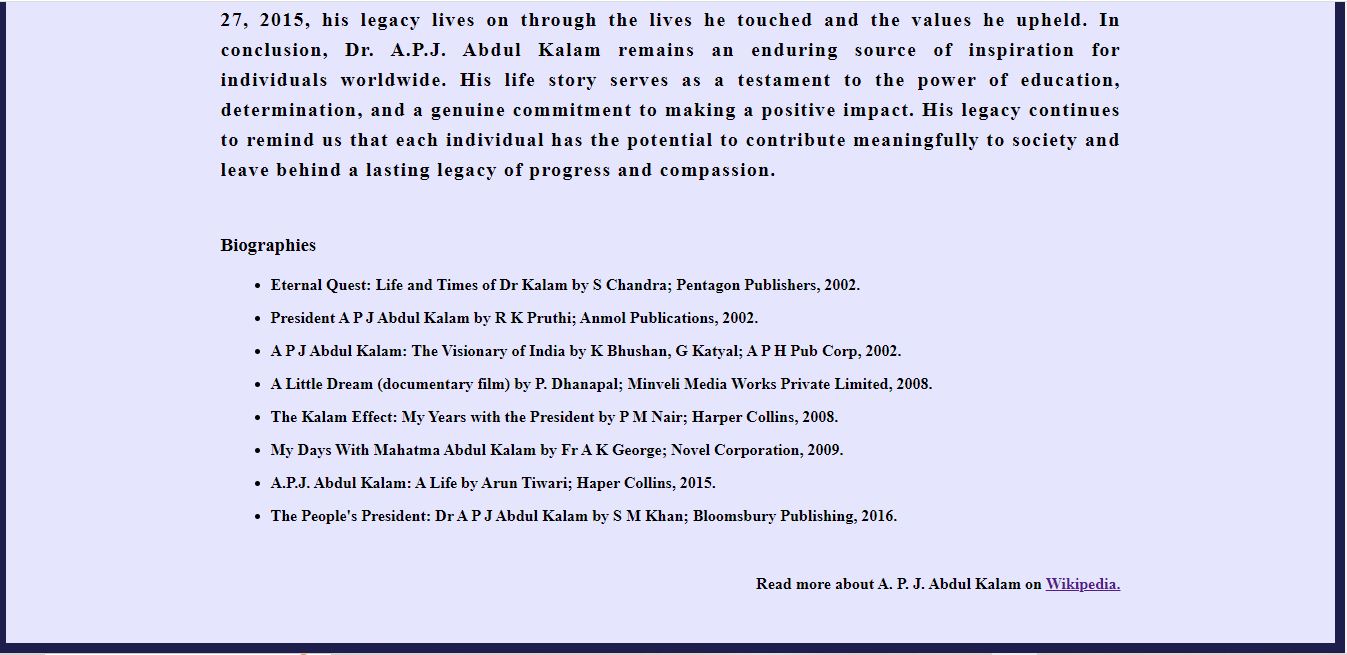 27, 2015, his legacy lives on through the lives he touched and the values he upheld. In
conclusion, Dr. A.P.J. Abdul Kalam remains an enduring source of inspiration for
individuals worldwide. His life story serves as a testament to the power of education,
determination, and a genuine commitment to making a positive impact. His legacy continues
to remind us that each individual has the potential to contribute meaningfully to society and
leave behind a lasting legacy of progress and compassion.
Biographies
• Eternal Quest: Life and Times of Dr Kalam by S Chandra; Pentagon Publishers, 2002.
• President A P J Abdul Kalam by R K Pruthi; Anmol Publications, 2002.
• A P J Abdul Kalam: The Visionary of India by K Bhushan, G Katyal; A P H Pub Corp, 2002.
• A Little Dream (documentary film) by P. Dhanapal; Minveli Media Works Private Limited, 2008.
• The Kalam Effect: My Years with the President by P M Nair; Harper Collins, 2008.
• My Days With Mahatma Abdul Kalam by Fr A K George; Novel Corporation, 2009.
• A.P.J. Abdul Kalam: A Life by Arun Tiwari; Haper Collins, 2015.
• The People's President: Dr A P J Abdul Kalam by S M Khan; Bloomsbury Publishing, 2016.
Read more about A. P. J. Abdul Kalam on Wikipedia.